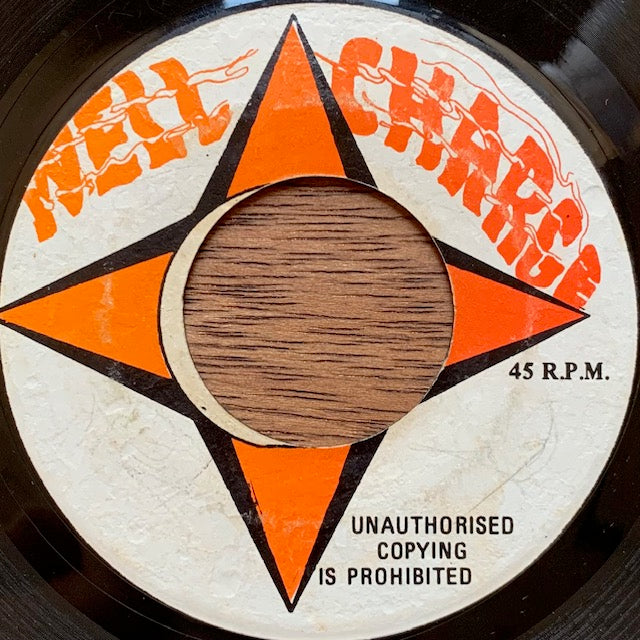 WELL CHARGE
45 R.P.M.
UNAUTHORISED
COPYING
IS PROHIBITED